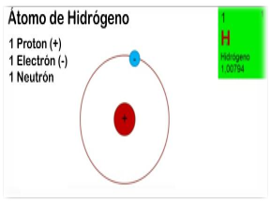 Átomo de Hidrógeno
1 Proton (+)
1 Electrón (-)
1 Neutrón
1
H
Hidrógeno
1,00794
+
-